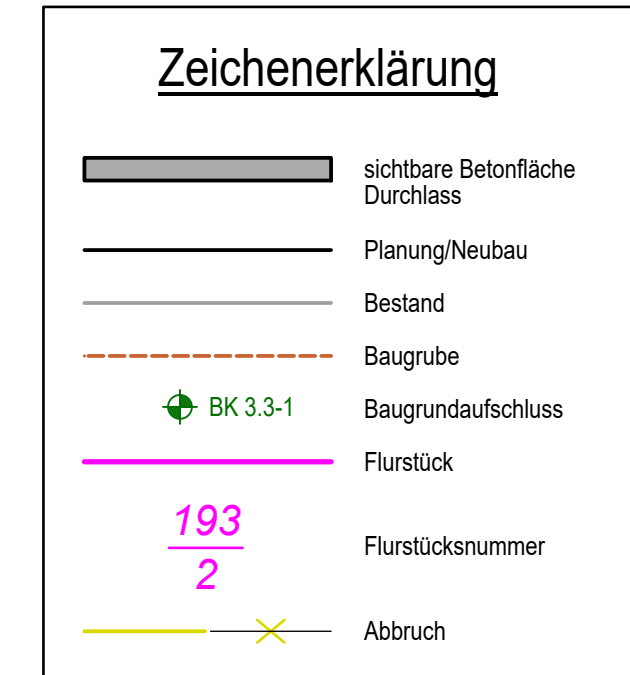 Zeichenerklärung
sichtbare Betonfläche
Durchlass
Planung/Neubau
Bestand
Baugrube
BK 3.3-1 Baugrundaufschluss
Flurstück
193
2
Flurstücksnummer
Abbruch